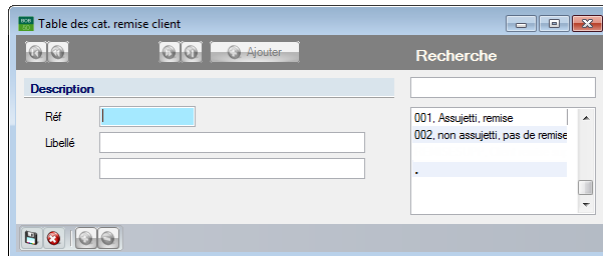 Table des cat. remise client
Ajouter
Recherche
Description
Réf
Libellé
001, Assujetti, remise
002, non assujetti, pas de remise
.